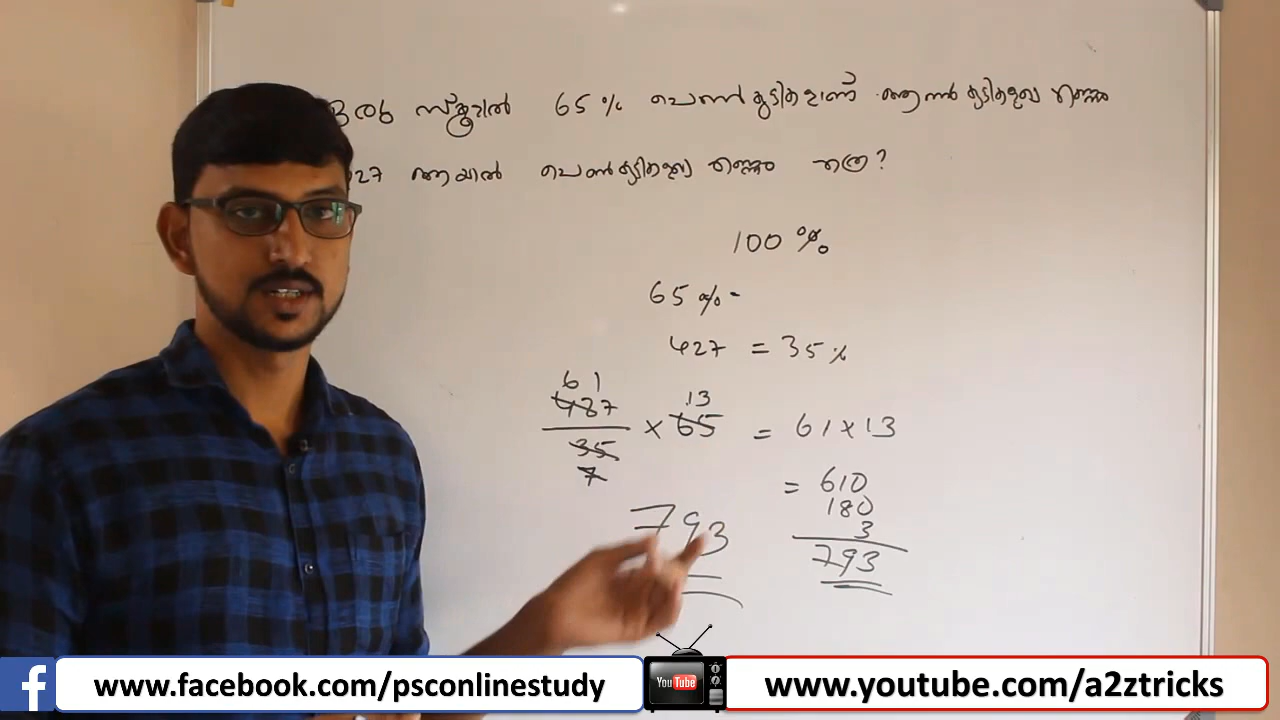 ഒരു സ്കൂളിൽ 65% പെൺകുട്ടികളാണ് ആൺകുട്ടികളുടെ എണ്ണം
427 ആയാൽ പെൺകുട്ടികളുടെ എണ്ണം എത്ര?
100 %
65 %-
427 = 35 %
61 13
427 × 65 = 61 × 13
35
7
= 610
180
3
793 793
www.facebook.com/psconlinestudy YouTube www.youtube.com/a2ztricks